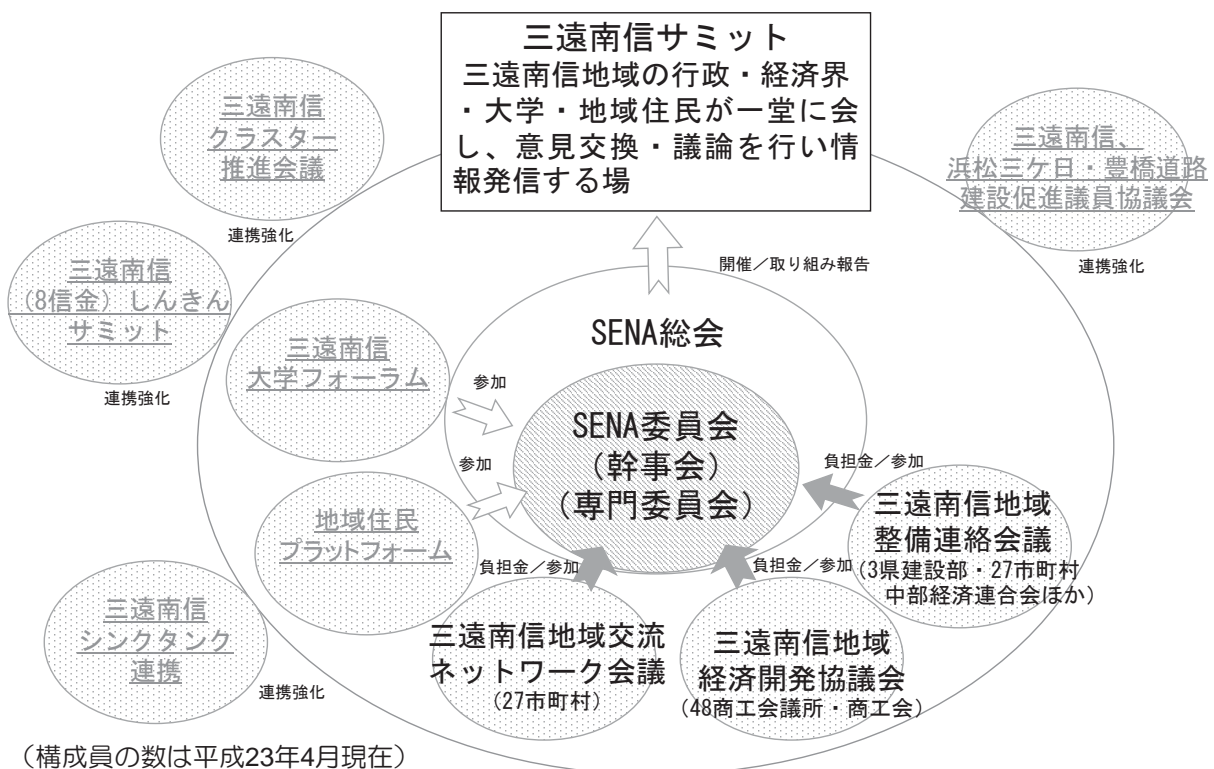 三遠南信サミット
三遠南信地域の行政・経済界
・大学・地域住民が一堂に会
し、意見交換・議論を行い情
報発信する場
三遠南信
クラスター
推進会議
連携強化
三遠南信、
浜松三ケ日・豊橋道路
建設促進議員協議会
連携強化
三遠南信
(8信金) しんきん
サミット
連携強化
開催／取り組み報告
SENA総会
三遠南信
大学フォーラム
参加
SENA委員会
(幹事会)
(専門委員会)
参加
地域住民
プラットフォーム
負担金／参加
三遠南信地域
整備連絡会議
(3県建設部・27市町村
中部経済連合会ほか)
負担金／参加
三遠南信地域交流
ネットワーク会議
(27市町村)
負担金／参加
三遠南信地域
経済開発協議会
(48商工会議所・商工会)
三遠南信
シンクタンク
連携
連携強化
(構成員の数は平成23年4月現在)